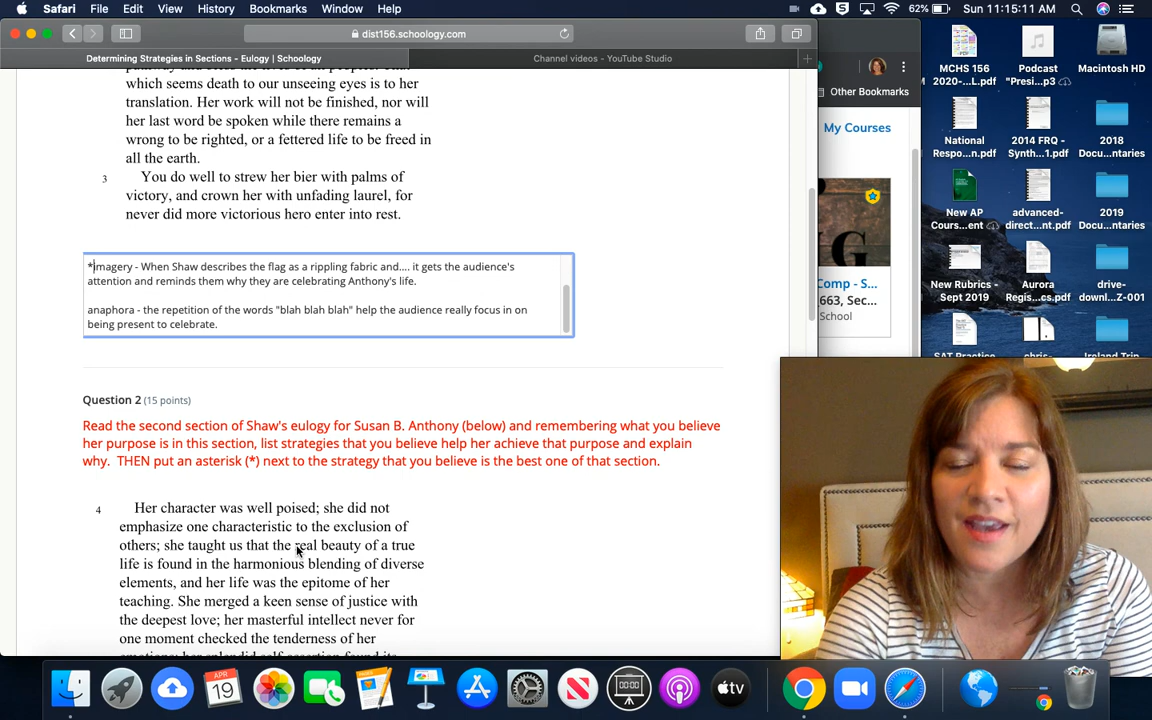 Safari File Edit View History Bookmarks Window Help 62% Sun 11:15:11 AM
dist156.schoology.com
Determining Strategies in Sections - Eulogy | Schoology
Channel videos - YouTube Studio
which seems death to our unseeing eyes is to her
translation. Her work will not be finished, nor will
her last word be spoken while there remains a
wrong to be righted, or a fettered life to be freed in
all the earth.
3 You do well to strew her bier with palms of
victory, and crown her with unfading laurel, for
never did more victorious hero enter into rest.
*imagery - When Shaw describes the flag as a rippling fabric and.... it gets the audience's
attention and reminds them why they are celebrating Anthony's life.
anaphora - the repetition of the words "blah blah blah" help the audience really focus in on
being present to celebrate.
Question 2 (15 points)
Read the second section of Shaw's eulogy for Susan B. Anthony (below) and remembering what you believe
her purpose is in this section, list strategies that you believe help her achieve that purpose and explain
why. THEN put an asterisk (*) next to the strategy that you believe is the best one of that section.
4 Her character was well poised; she did not
emphasize one characteristic to the exclusion of
others; she taught us that the real beauty of a true
life is found in the harmonious blending of diverse
elements, and her life was the epitome of her
teaching. She merged a keen sense of justice with
the deepest love; her masterful intellect never for
one moment checked the tenderness of her
Other Bookmarks
My Courses
Comp - S...
663, Sec...
School
MCHS 156
2020-...L.pdf
Podcast
"Presi...p3
Macintosh HD
National
Respo...n.pdf
2014 FRQ -
Synth...1.pdf
2018
Docu...ntaries
New AP
Cours...ent
advanced-
direct...nt.pdf
2019
Docu...ntaries
New Rubrics -
Sept 2019
Aurora
Regis...cs.pdf
drive-
downl...Z-001
SAT Practice
Ireland Trip
APR
19
tv